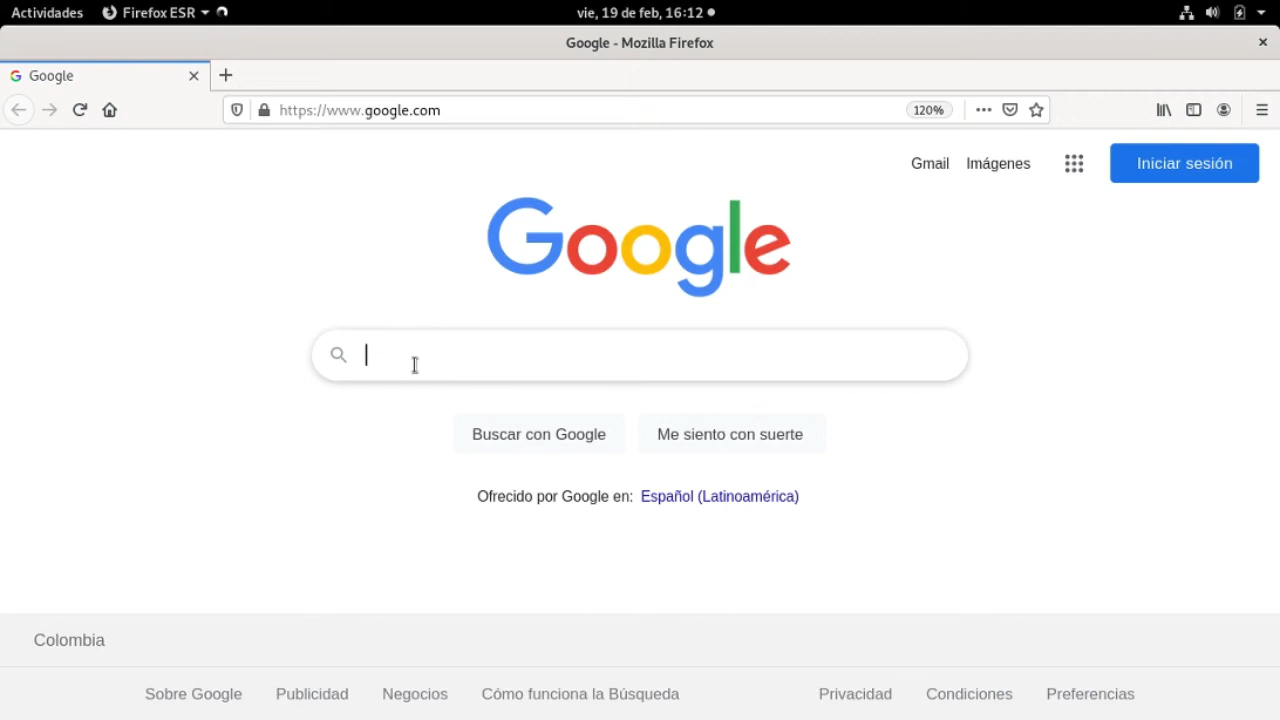 Actividades Firefox ESR vie, 19 de feb, 16:12
Google - Mozilla Firefox
Google
https://www.google.com 120%
Gmail Imágenes Iniciar sesión
Google
Buscar con Google Me siento con suerte
Ofrecido por Google en: Español (Latinoamérica)
Colombia
Sobre Google Publicidad Negocios Cómo funciona la Búsqueda Privacidad Condiciones Preferencias